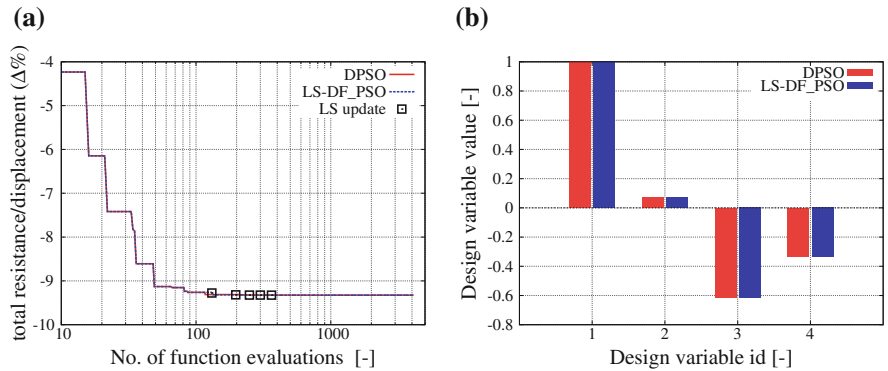 (a)
total resistance/displacement (Δ%)
-4
-5
-6
-7
-8
-9
-10
10
100
1000
No. of function evaluations [-]
DPSO
LS-DF_PSO
LS update
(b)
Design variable value [-]
1
0.8
0.6
0.4
0.2
0
-0.2
-0.4
-0.6
-0.8
1
2
3
4
Design variable id [-]
DPSO
LS-DF_PSO